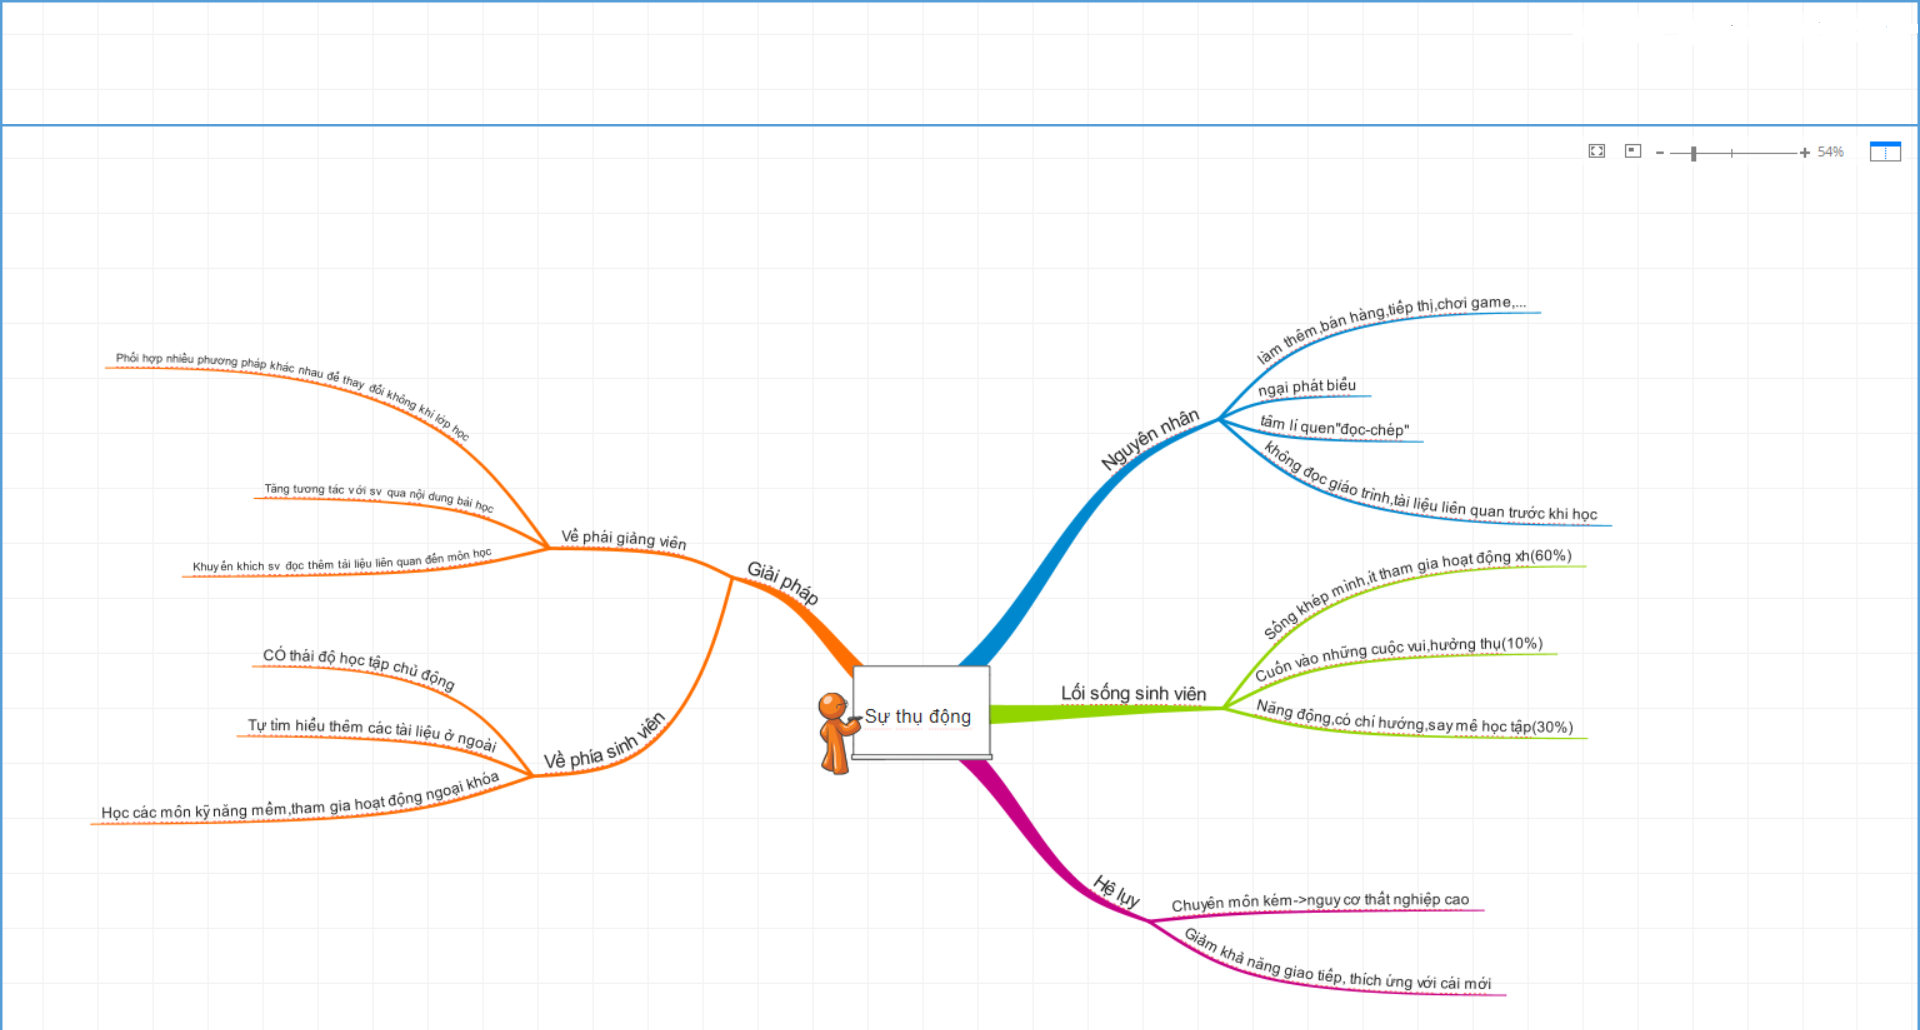 54%
làm thêm,bán hàng,tiếp thị,chơi game,...
ngại phát biểu
tâm lí quen"đọc-chép"
không đọc giáo trình,tài liệu liên quan trước khi học
Nguyên nhân
Sống khép mình,ít tham gia hoạt động xh(60%)
Cuốn vào những cuộc vui,hưởng thụ(10%)
Năng động,có chí hướng,say mê học tập(30%)
Lối sống sinh viên
Sự thụ động
Hệ lụy
Chuyên môn kém->nguy cơ thất nghiệp cao
Giảm khả năng giao tiếp, thích ứng với cái mới
Giải pháp
Về phái giảng viên
Phối hợp nhiều phương pháp khác nhau để thay đổi không khí lớp học
Tăng tương tác với sv qua nội dung bài học
Khuyến khích sv đọc thêm tài liệu liên quan đến môn học
Về phía sinh viên
CÓ thái độ học tập chủ động
Tự tìm hiểu thêm các tài liệu ở ngoài
Học các môn kỹ năng mềm,tham gia hoạt động ngoại khóa